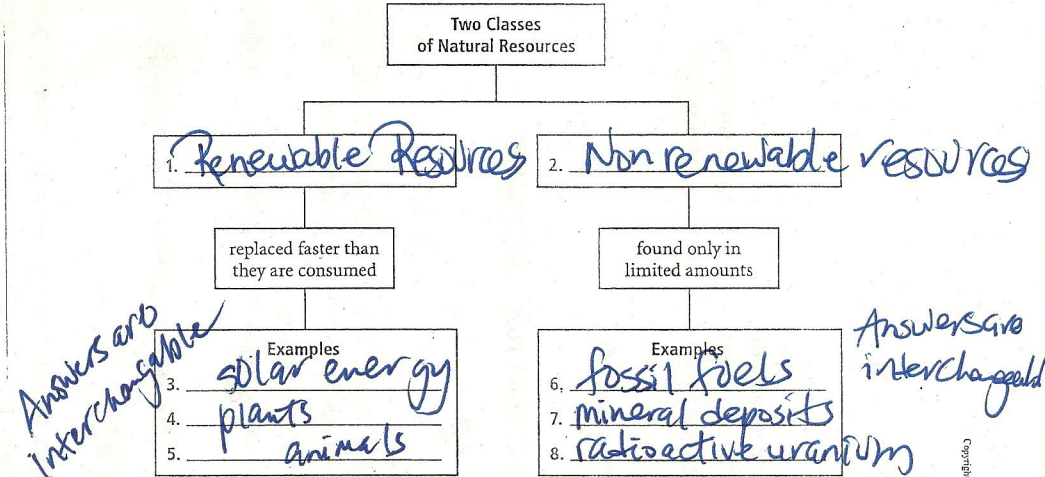 Two Classes
of Natural Resources
1. Renewable Resources
2. Non renewable resources
replaced faster than
they are consumed
found only in
limited amounts
Answers are
interchangable
Examples
3. solar energy
4. plants
5. animals
Examples
6. fossil fuels
7. mineral deposits
8. radioactive uranium
Answers are
interchangeabl
Copyright